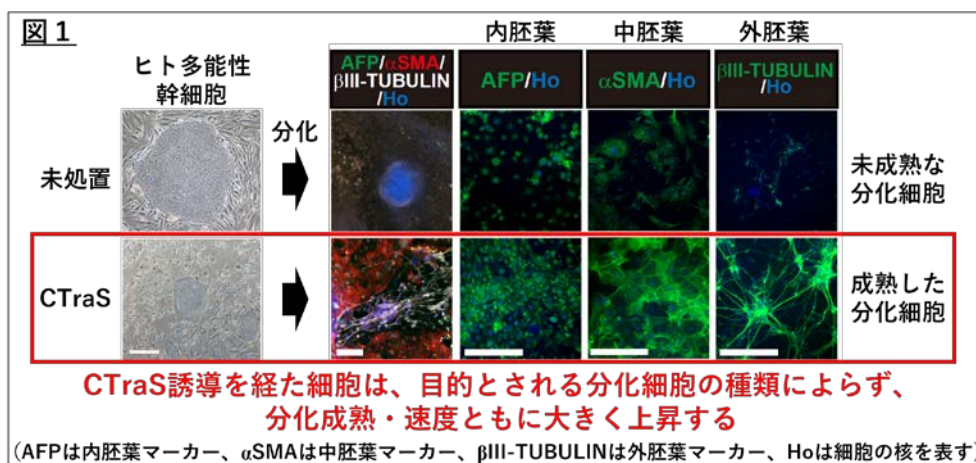 図1
内胚葉
中胚葉
外胚葉
ヒト多能性
幹細胞
AFP/αSMA/
βIII-TUBULIN
/Ho
AFP/Ho
αSMA/Ho
βIII-TUBULIN
/Ho
未処置
分化
未成熟な
分化細胞
CTraS
成熟した
分化細胞
CTraS誘導を経た細胞は、目的とされる分化細胞の種類によらず、
分化成熟・速度ともに大きく上昇する
(AFPは内胚葉マーカー、αSMAは中胚葉マーカー、βIII-TUBULINは外胚葉マーカー、Hoは細胞の核を表す)